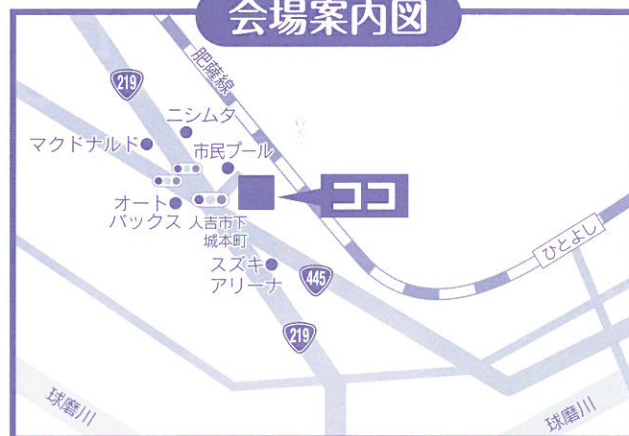 会場案内図
219
肥薩線
ニシムタ
マクドナルド
市民プール
オート
バックス
人吉市下
城本町
ココ
スズキ
アリーナ
445
219
ひとよし
球磨川
球磨川